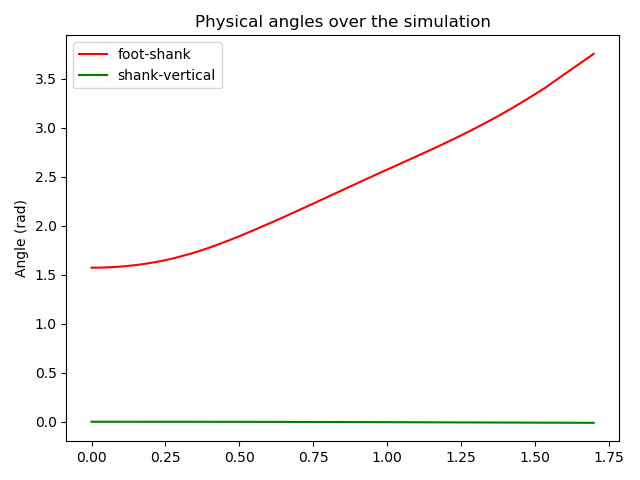 Physical angles over the simulation
foot-shank
shank-vertical
Angle (rad)
3.5
3.0
2.5
2.0
1.5
1.0
0.5
0.0
0.00 0.25 0.50 0.75 1.00 1.25 1.50 1.75